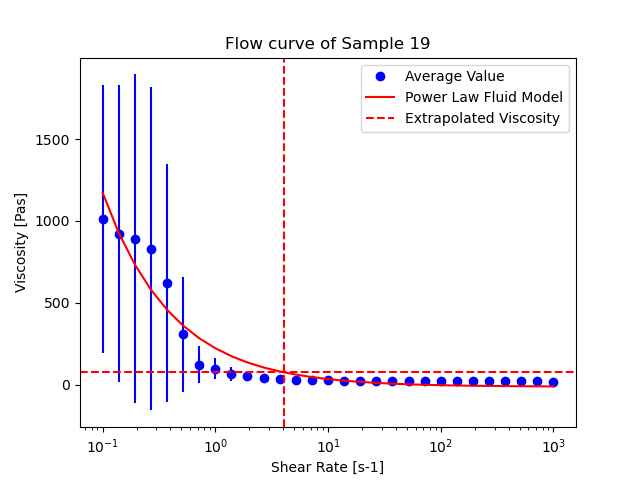 Flow curve of Sample 19
Average Value
Power Law Fluid Model
Extrapolated Viscosity
1500
1000
500
0
Viscosity [Pas]
10⁻¹ 10⁰ 10¹ 10² 10³
Shear Rate [s-1]